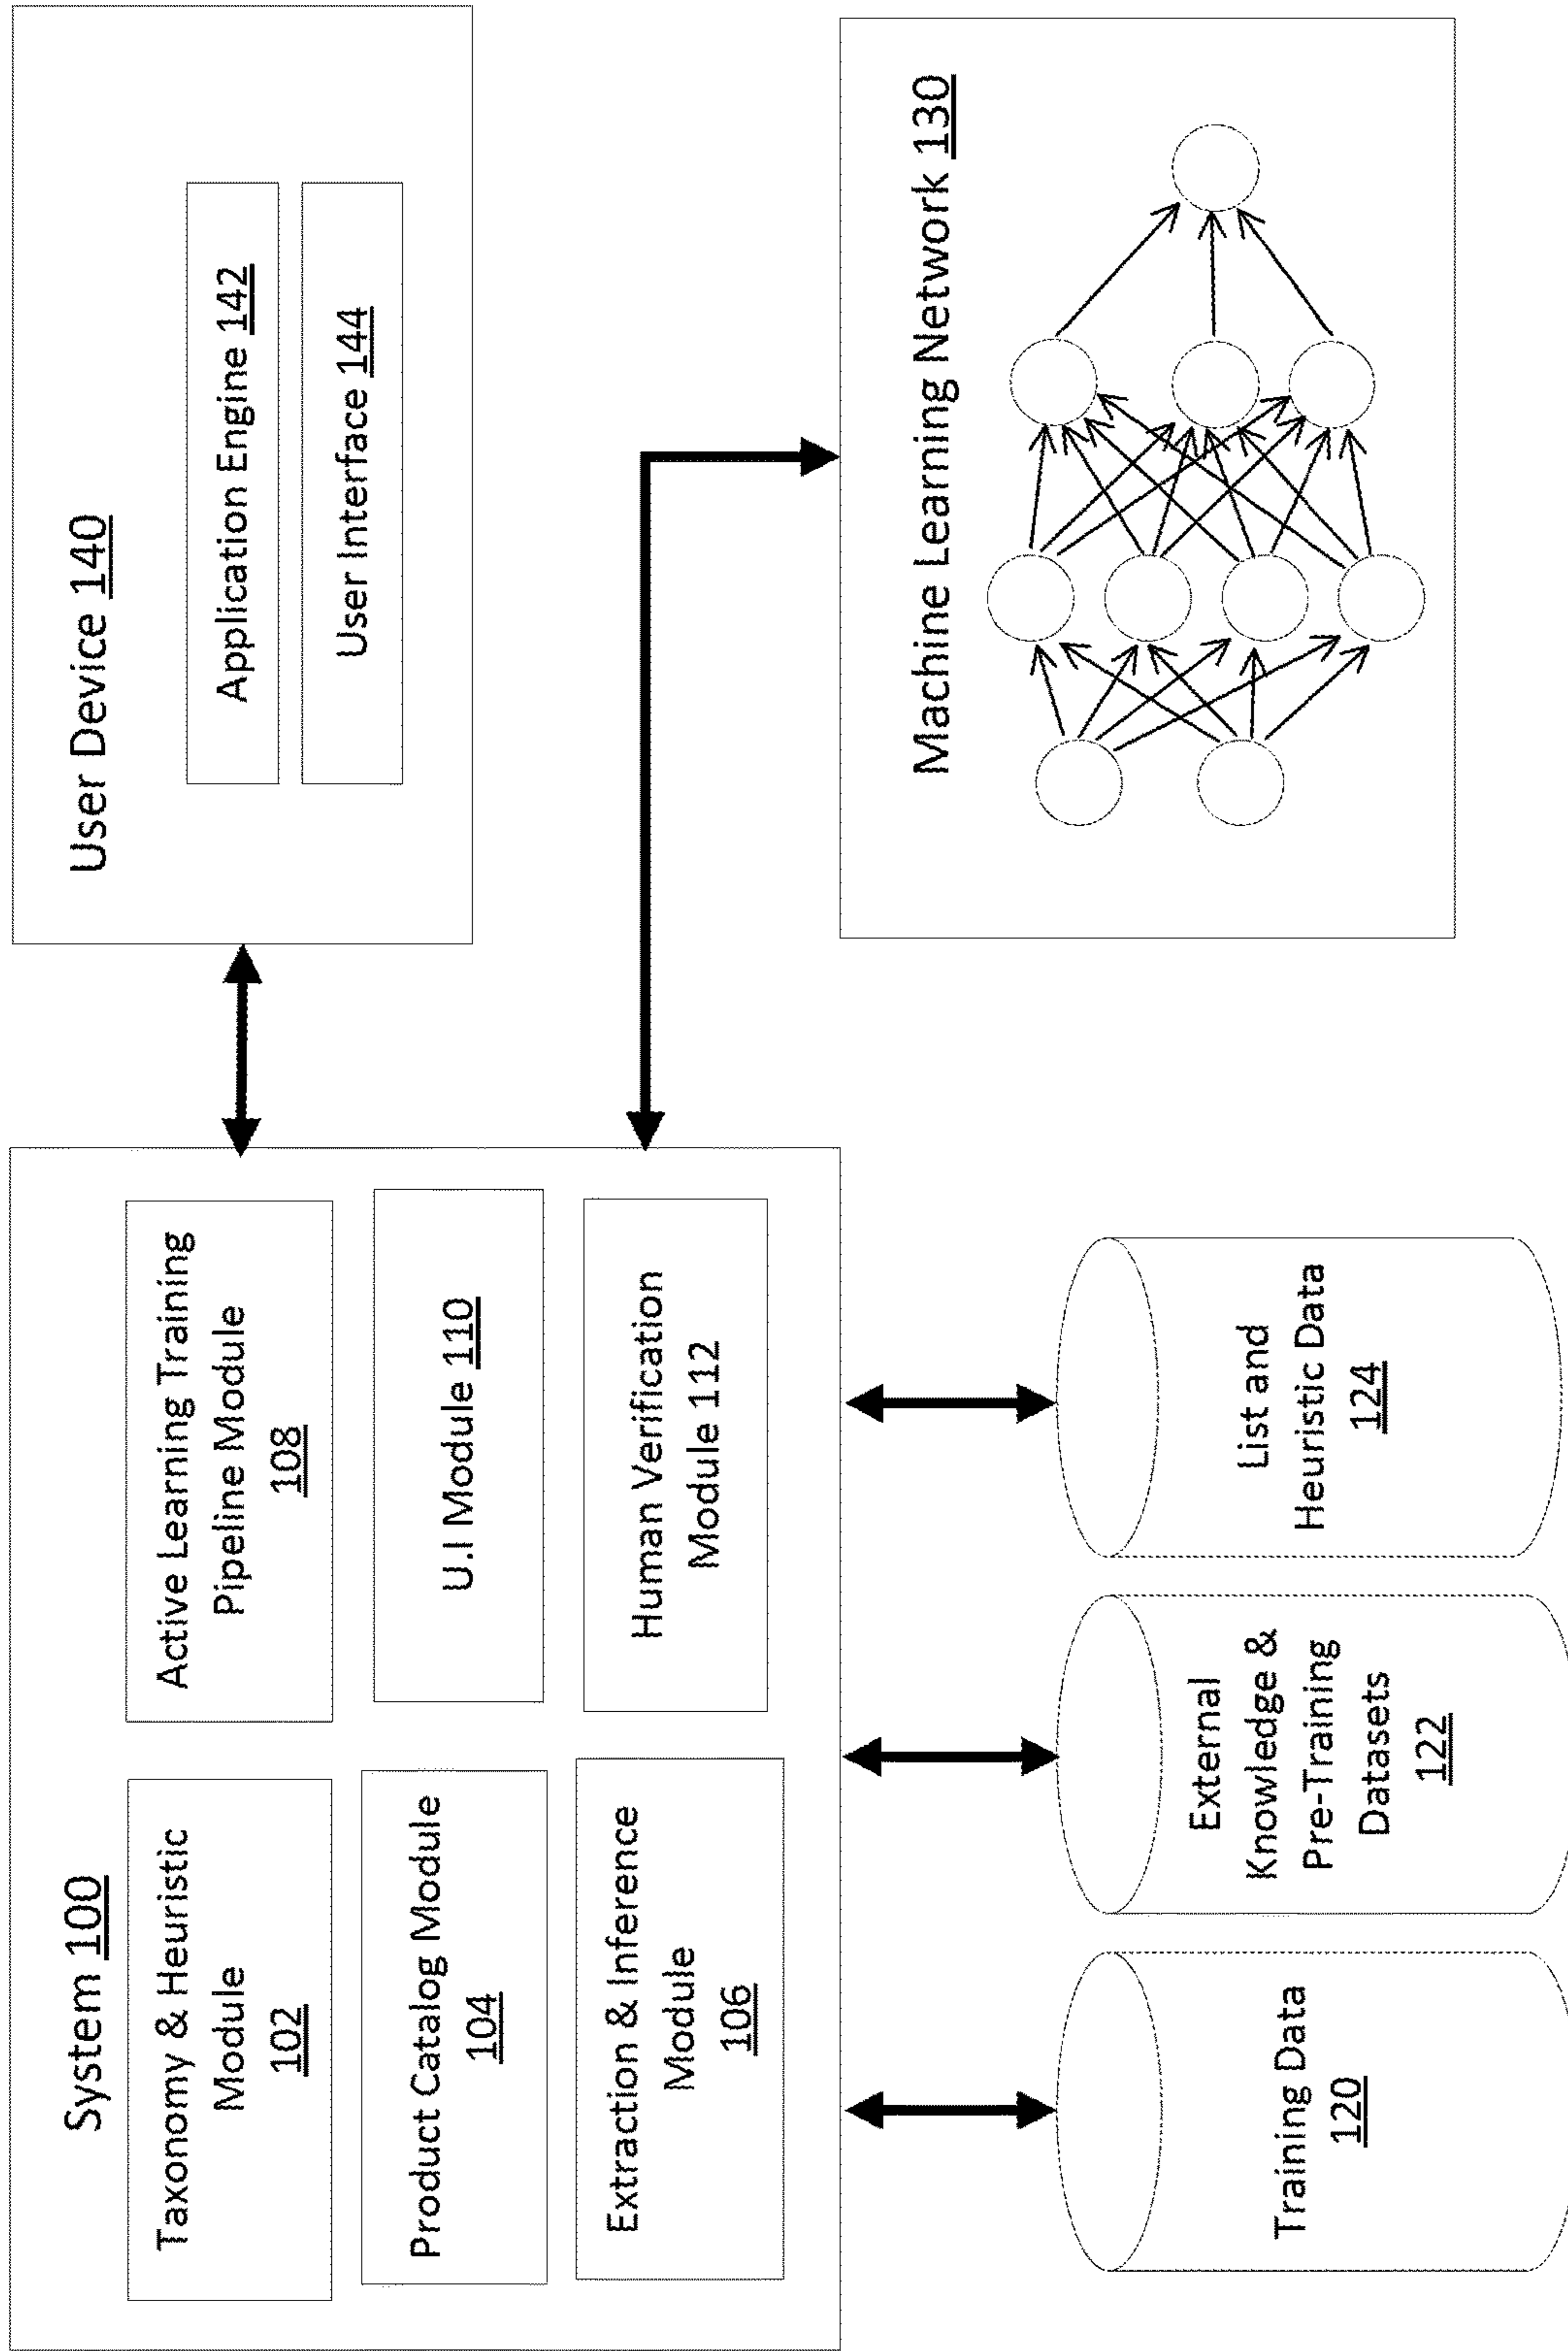 System 100
Taxonomy & Heuristic
Module
102
Active Learning Training
Pipeline Module
108
Product Catalog Module
104
U.I Module 110
Extraction & Inference
Module
106
Human Verification
Module 112
User Device 140
Application Engine 142
User Interface 144
Training Data
120
External
Knowledge &
Pre-Training
Datasets
122
List and
Heuristic Data
124
Machine Learning Network 130